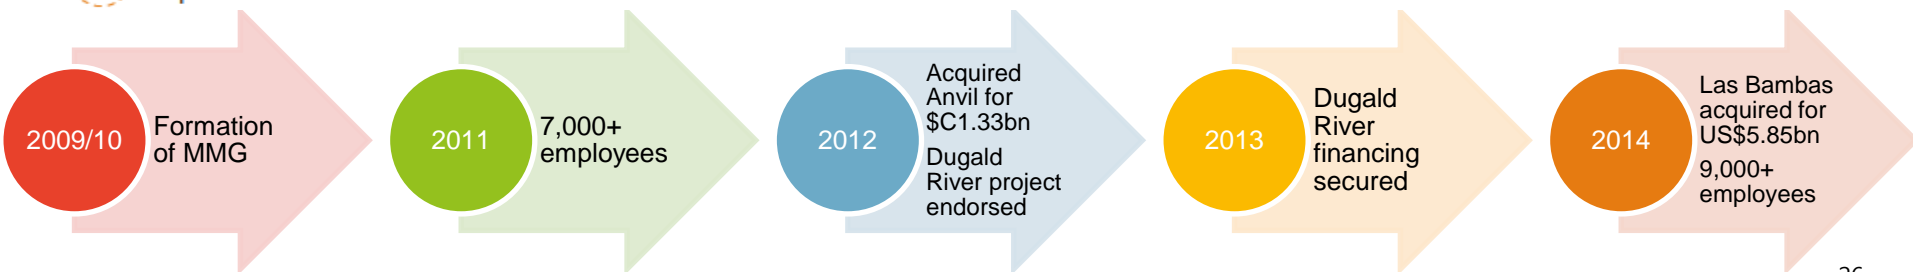 2009/10
Formation
of MMG
2011
7,000+
employees
2012
Acquired
Anvil for
$C1.33bn
Dugald
River project
endorsed
2013
Dugald
River
financing
secured
2014
Las Bambas
acquired for
US$5.85bn
9,000+
employees